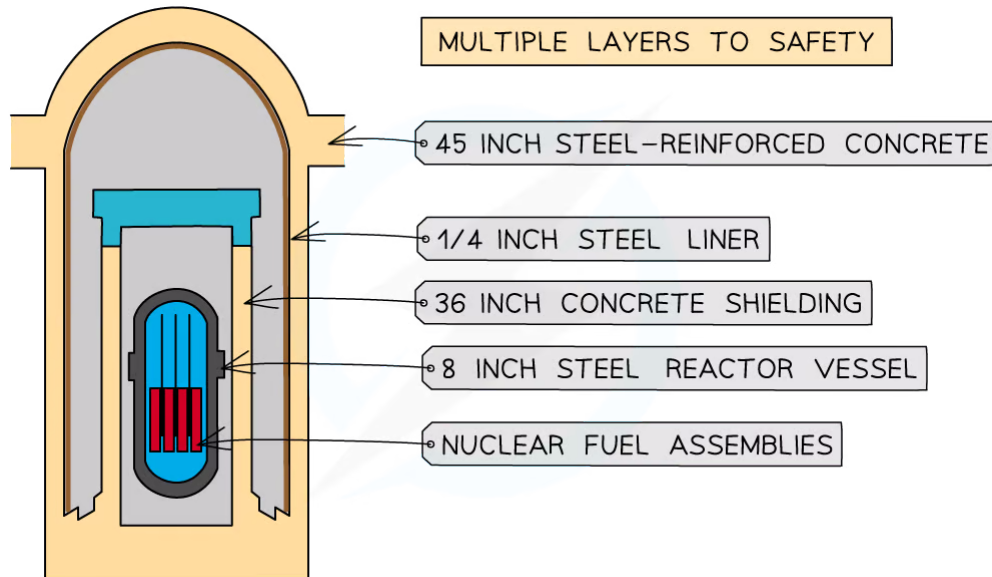 MULTIPLE LAYERS TO SAFETY
45 INCH STEEL-REINFORCED CONCRETE
1/4 INCH STEEL LINER
36 INCH CONCRETE SHIELDING
8 INCH STEEL REACTOR VESSEL
NUCLEAR FUEL ASSEMBLIES